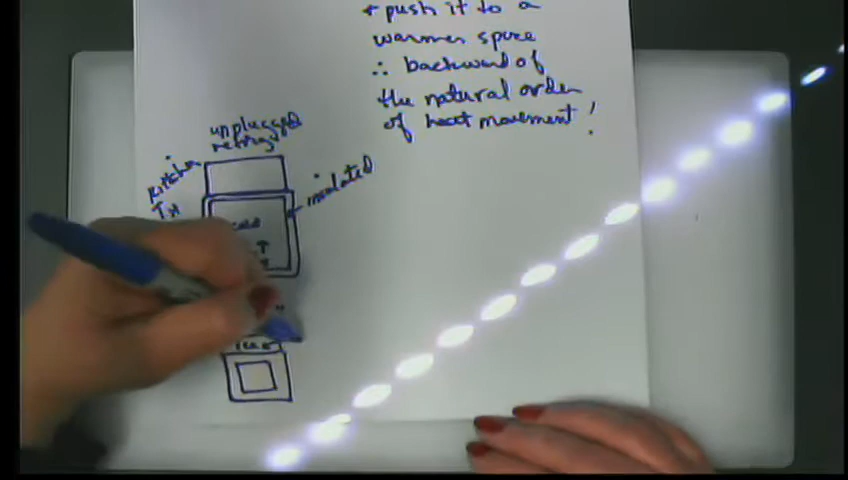 + push it to a
warmer space
∴ backward of
the natural order
of heat movement!
unplugged
refrig
Kitchen
insulated